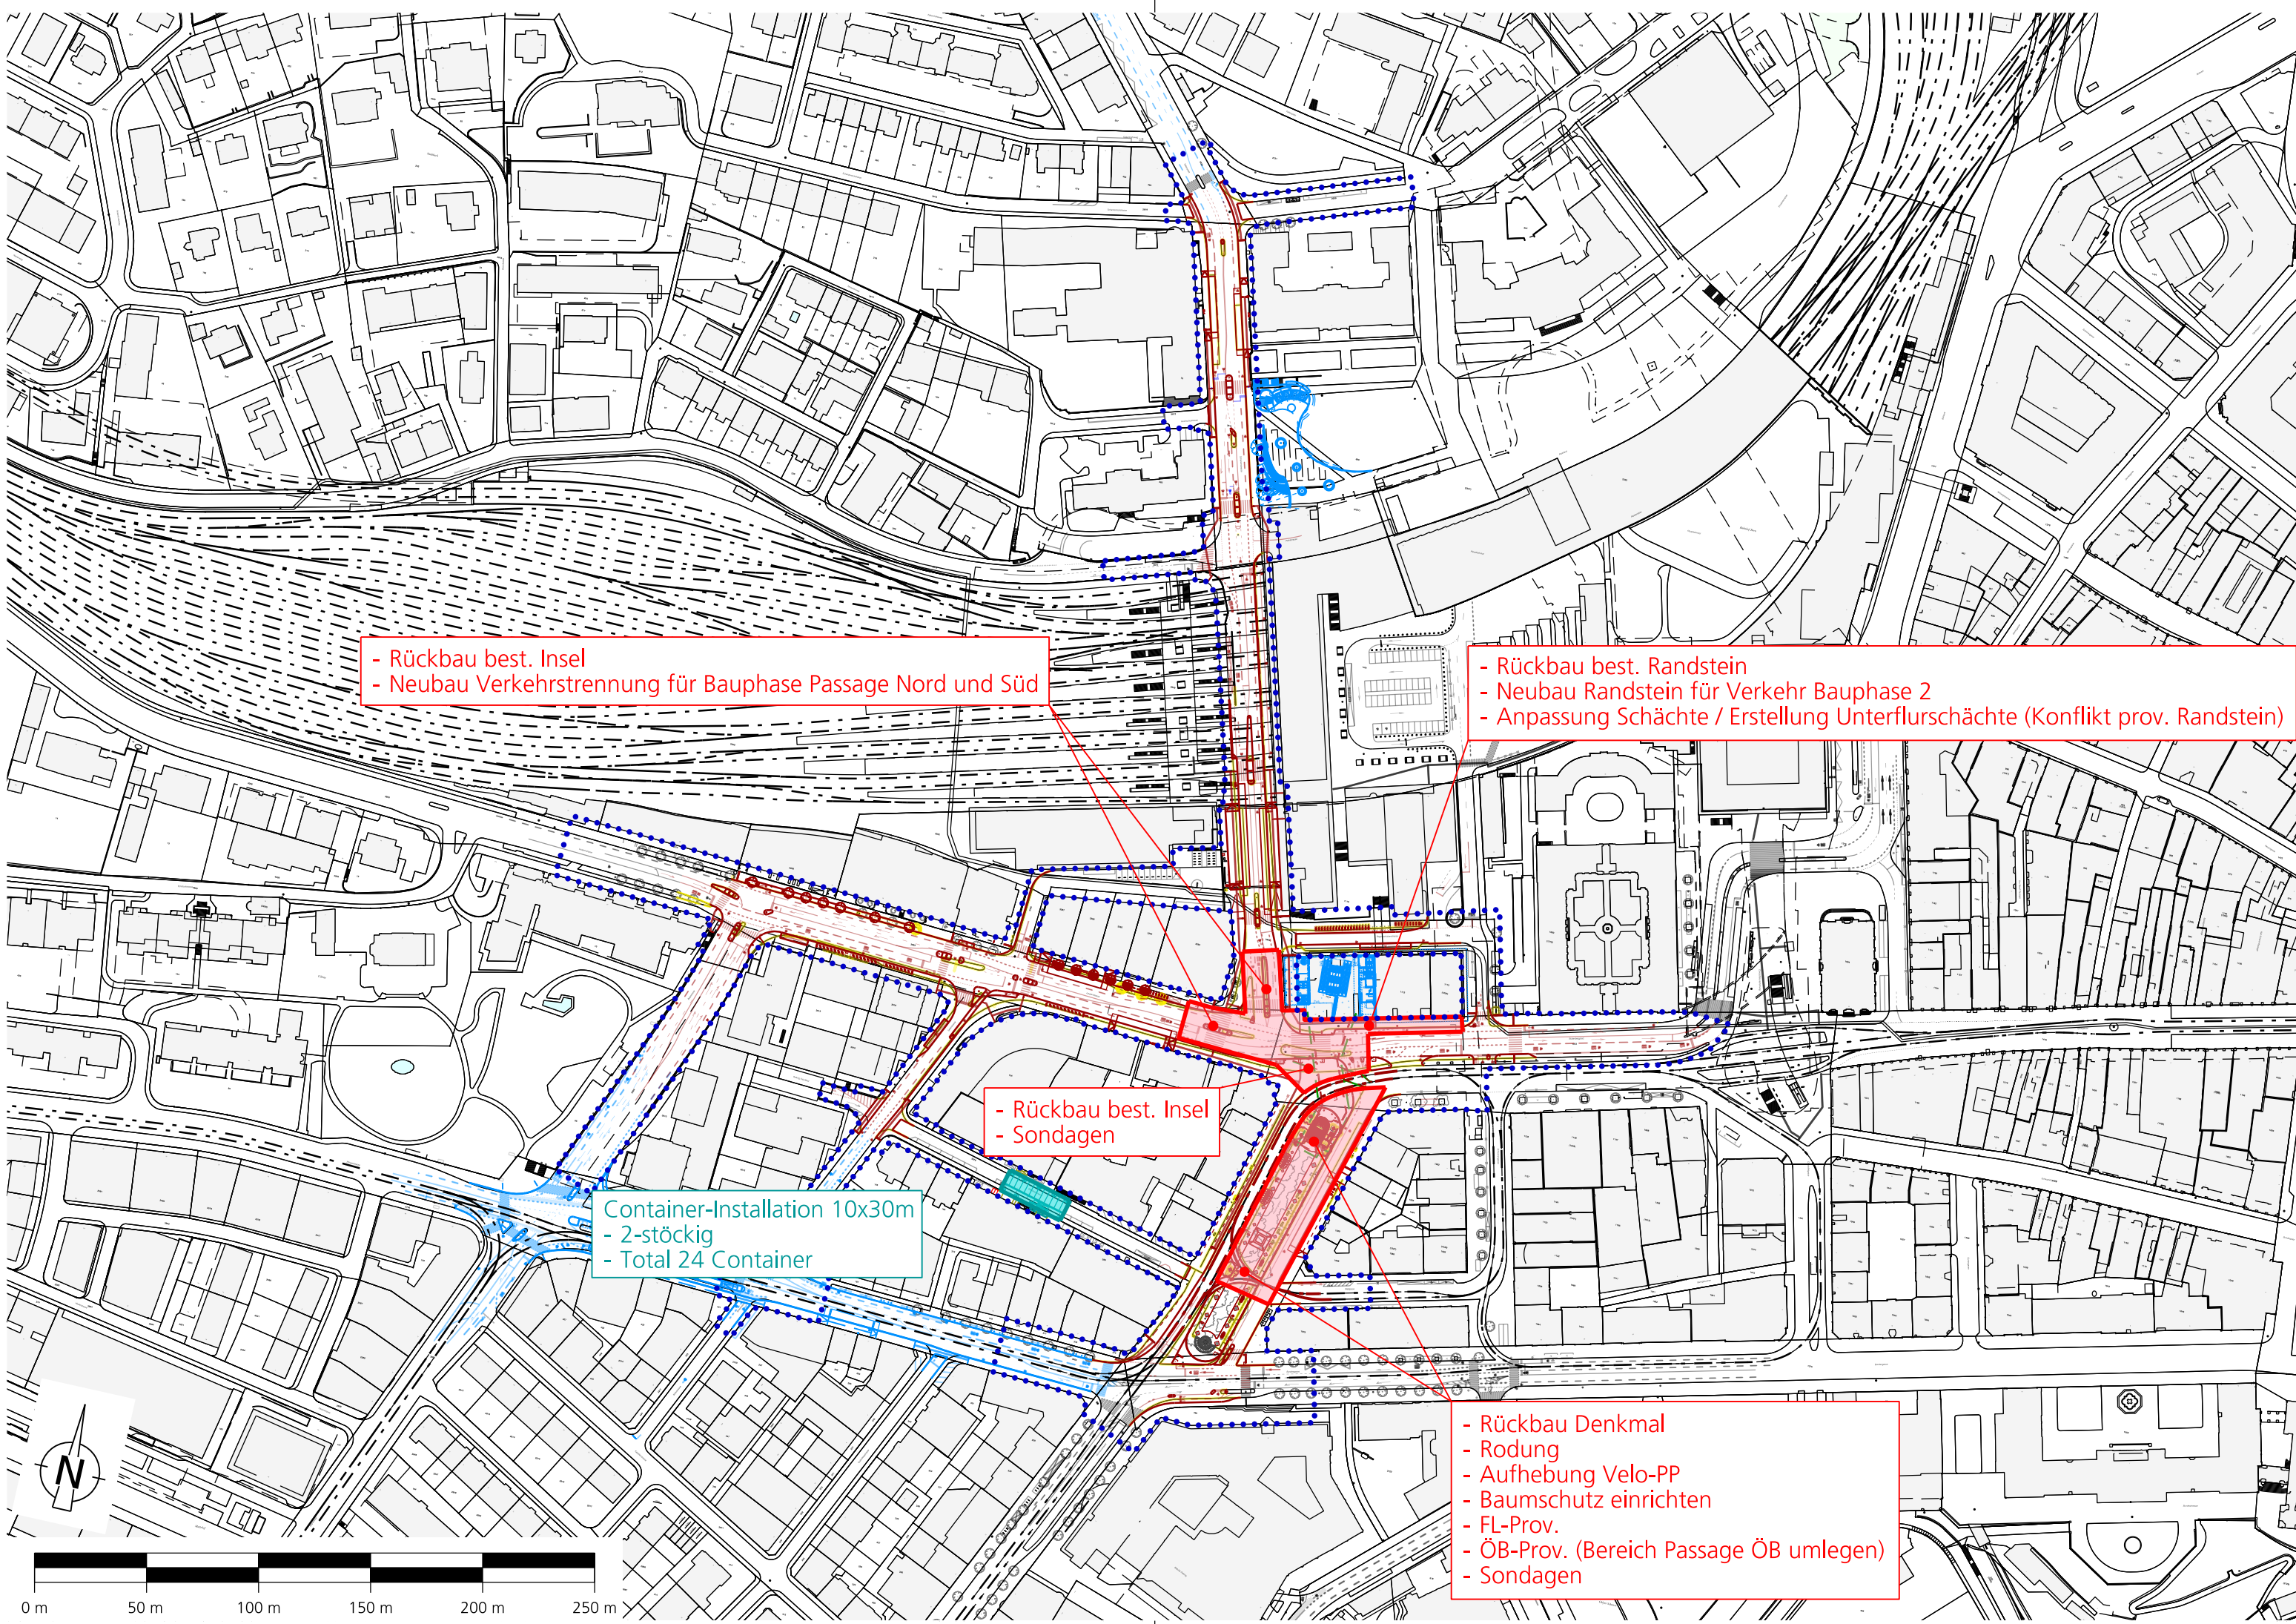 - Rückbau best. Insel
- Neubau Verkehrstrennung für Bauphase Passage Nord und Süd
- Rückbau best. Randstein
- Neubau Randstein für Verkehr Bauphase 2
- Anpassung Schächte / Erstellung Unterflurschächte (Konflikt prov. Randstein)
- Rückbau best. Insel
- Sondagen
Container-Installation 10x30m
- 2-stöckig
- Total 24 Container
- Rückbau Denkmal
- Rodung
- Aufhebung Velo-PP
- Baumschutz einrichten
- FL-Prov.
- ÖB-Prov. (Bereich Passage ÖB umlegen)
- Sondagen
N
0 m 50 m 100 m 150 m 200 m 250 m